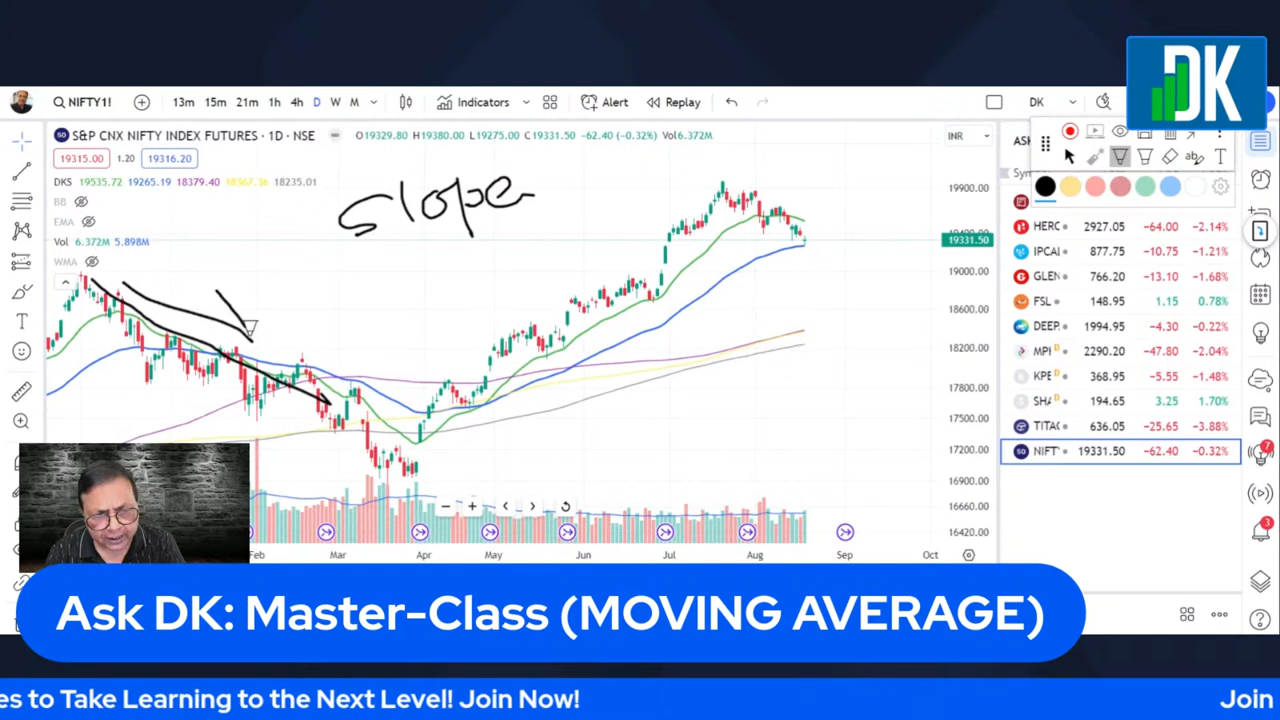 DK
NIFTY1!
13m 15m 21m 1h 4h D W M
Indicators
Alert
Replay
DK
S&P CNX NIFTY INDEX FUTURES · 1D · NSE
O19329.80 H19380.00 L19275.00 C19331.50 −62.40 (−0.32%) Vol6.372M
INR
ASK
19315.00 1.20 19316.20
DKS 19535.72 19265.19 18379.40 18367.36 18235.01
BB
EMA
Vol 6.372M 5.898M
WMA
slope
19900.00
19331.50
19000.00
18600.00
18200.00
17800.00
17500.00
17200.00
16900.00
16660.00
16420.00
HERC 2927.05 −64.00 −2.14%
IPCAI 877.75 −10.75 −1.21%
GLEN 766.20 −13.10 −1.68%
FSL 148.95 1.15 0.78%
DEEP 1994.95 −4.30 −0.22%
MPI D 2290.20 −47.80 −2.04%
KPE D 368.95 −5.55 −1.48%
SHA D 194.65 3.25 1.70%
TITAG 636.05 −25.65 −3.88%
NIFTY 19331.50 −62.40 −0.32%
7
3
Feb Mar Apr May Jun Jul Aug Sep Oct
Ask DK: Master-Class (MOVING AVERAGE)
es to Take Learning to the Next Level! Join Now!
Join